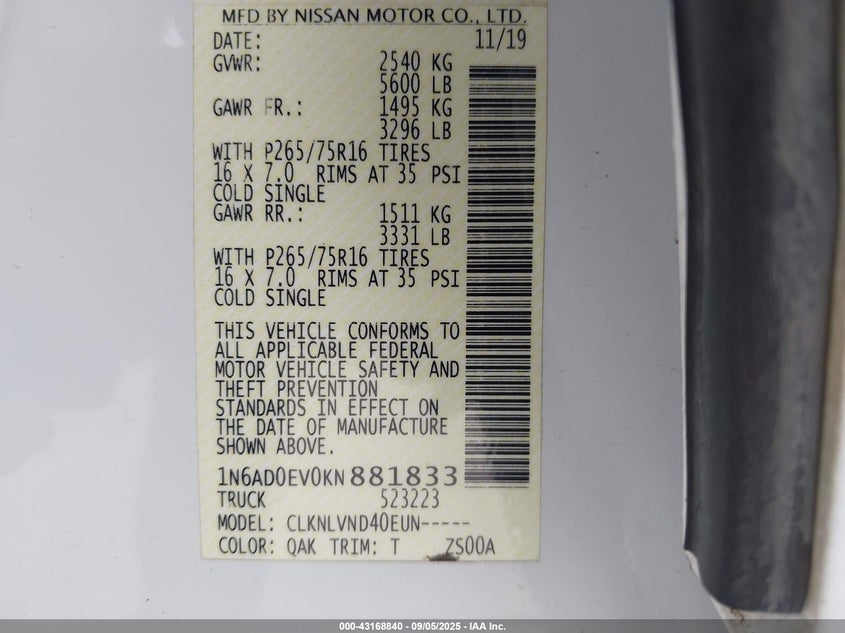 MFD BY NISSAN MOTOR CO., LTD.
DATE: 11/19
GVWR: 2540 KG
5600 LB
GAWR FR.: 1495 KG
3296 LB
WITH P265/75R16 TIRES
16 X 7.0 RIMS AT 35 PSI
COLD SINGLE
GAWR RR.: 1511 KG
3331 LB
WITH P265/75R16 TIRES
16 X 7.0 RIMS AT 35 PSI
COLD SINGLE
THIS VEHICLE CONFORMS TO
ALL APPLICABLE FEDERAL
MOTOR VEHICLE SAFETY AND
THEFT PREVENTION
STANDARDS IN EFFECT ON
THE DATE OF MANUFACTURE
SHOWN ABOVE.
1N6AD0EV0KN881833
TRUCK 523223
MODEL: CLKNLVND40EUN-----
COLOR: QAK TRIM: T ZS00A
000-43168840 - 09/05/2025 - IAA Inc.